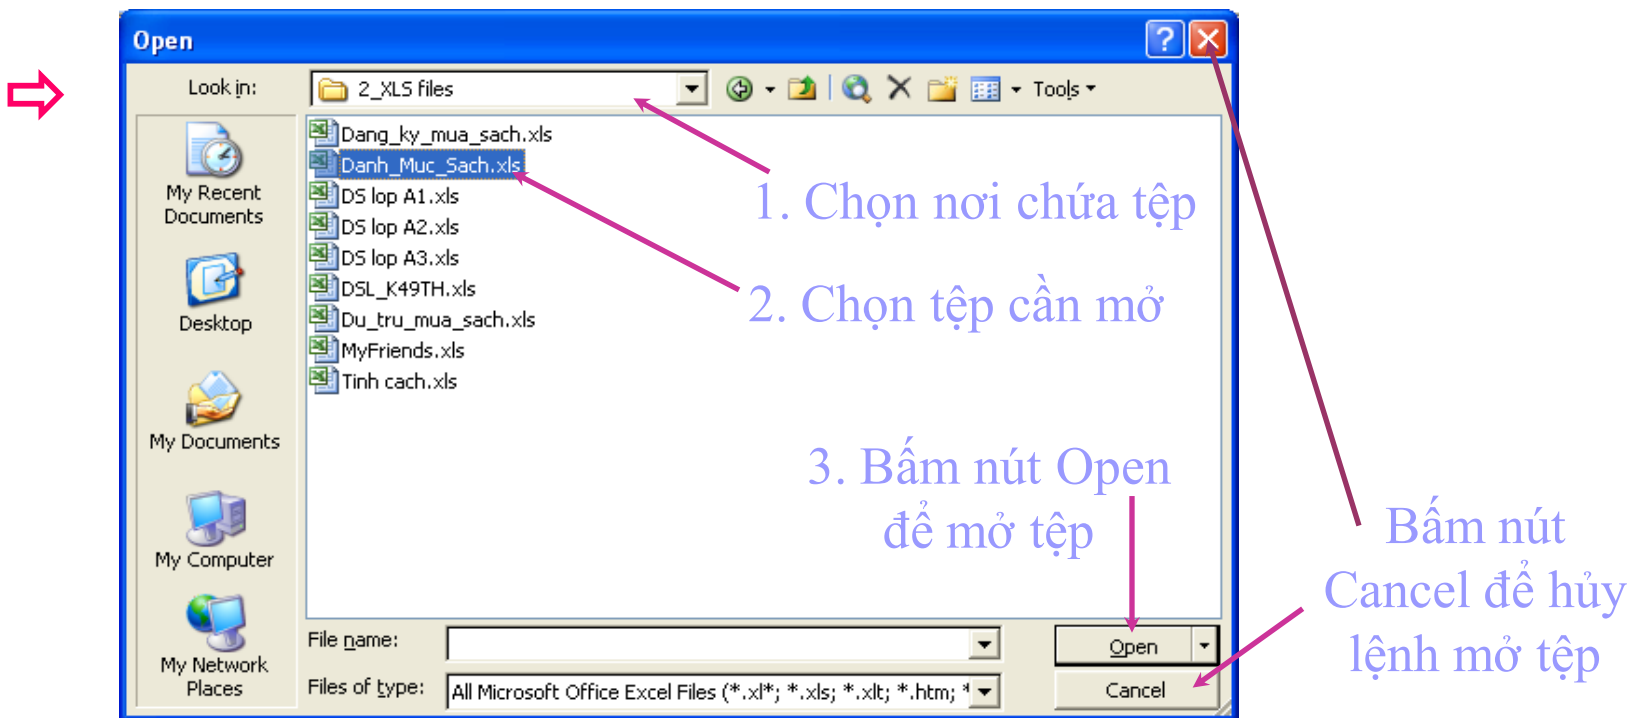 Open
Look in:
2_XLS files
Tools
My Recent
Documents
Desktop
My Documents
My Computer
My Network
Places
Dang_ky_mua_sach.xls
Danh_Muc_Sach.xls
DS lop A1.xls
DS lop A2.xls
DS lop A3.xls
DSL_K49TH.xls
Du_tru_mua_sach.xls
MyFriends.xls
Tinh cach.xls
1. Chọn nơi chứa tệp
2. Chọn tệp cần mở
3. Bấm nút Open
để mở tệp
Bấm nút
Cancel để hủy
lệnh mở tệp
File name:
Open
Files of type:
All Microsoft Office Excel Files (*.xl*; *.xls; *.xlt; *.htm; *
Cancel